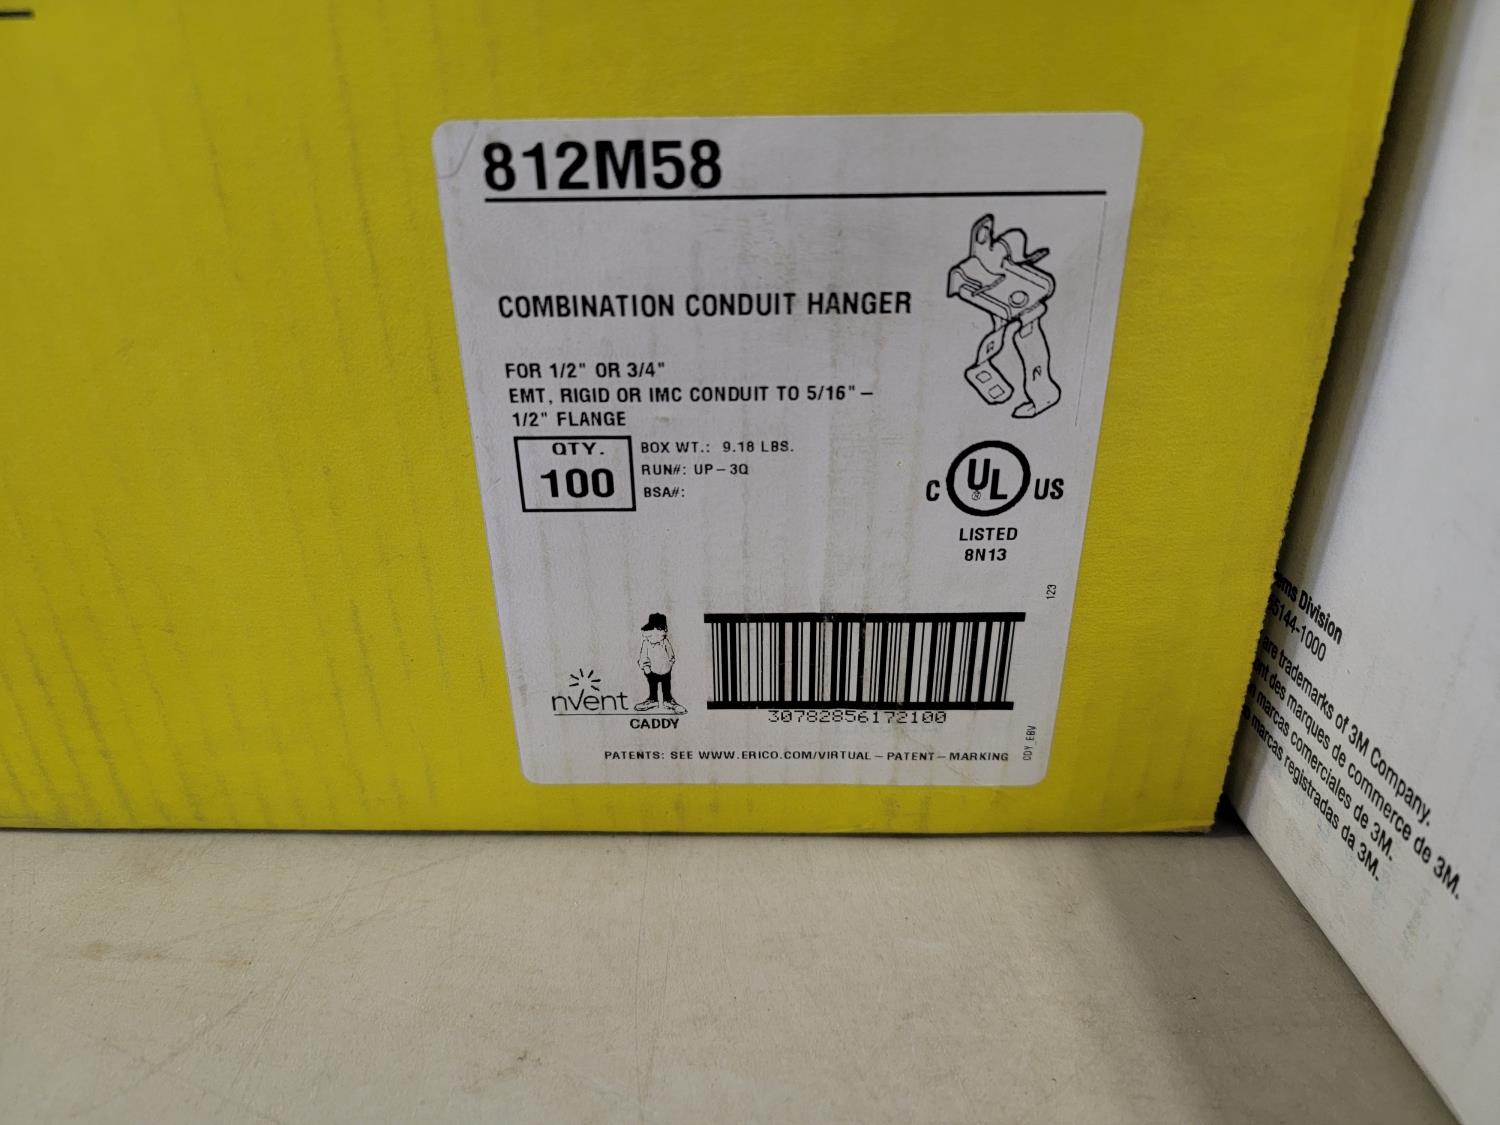 812M58
COMBINATION CONDUIT HANGER
FOR 1/2" OR 3/4"
EMT, RIGID OR IMC CONDUIT TO 5/16" –
1/2" FLANGE
QTY.
100
BOX WT.: 9.18 LBS.
RUN#: UP–3Q
BSA#:
C UL US
LISTED
8N13
123
nvent
CADDY
30782856172100
CDY_EBV
PATENTS: SEE WWW.ERICO.COM/VIRTUAL–PATENT–MARKING
Division
5144-1000
are trademarks of 3M Company.
des marques de commerce de 3M.
marcas comerciales de 3M.
marcas registradas da 3M.